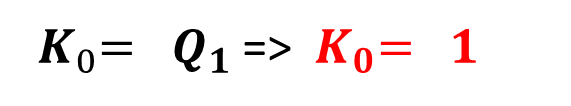 K₀= Q₁ => K₀= 1